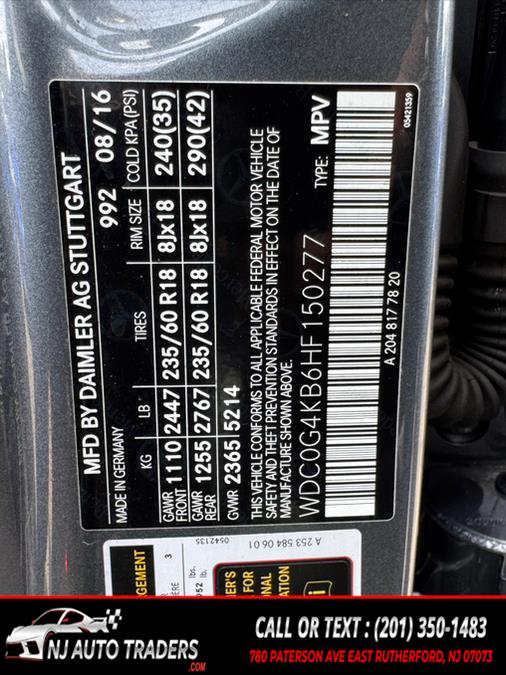 MFD BY DAIMLER AG STUTTGART
MADE IN GERMANY 992 08/16
KG LB TIRES RIM SIZE COLD KPA(PSI)
GAWR FRONT 1110 2447 235/60 R18 8Jx18 240(35)
GAWR REAR 1255 2767 235/60 R18 8Jx18 290(42)
GVWR 2365 5214
THIS VEHICLE CONFORMS TO ALL APPLICABLE FEDERAL MOTOR VEHICLE
SAFETY AND THEFT PREVENTION STANDARDS IN EFFECT ON THE DATE OF
MANUFACTURE SHOWN ABOVE.
WDC0G4KB6HF150277 TYPE: MPV
A 204 817 78 20
05421359
0542135
A 253 584 06 01
3
lbs.
lb.
NJ AUTO TRADERS
.COM
CALL OR TEXT : (201) 350-1483
780 PATERSON AVE EAST RUTHERFORD, NJ 07073